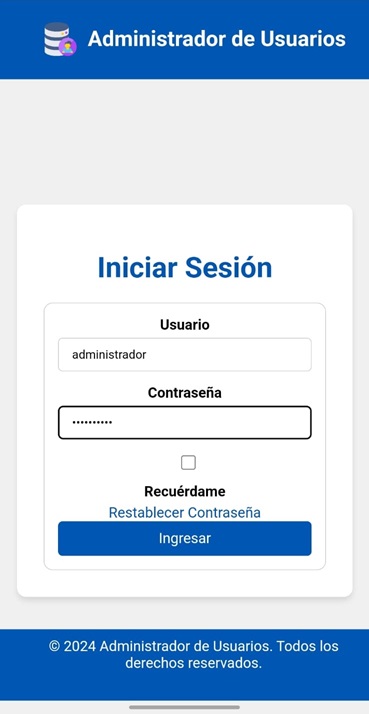 Administrador de Usuarios
Iniciar Sesión
Usuario
administrador
Contraseña
••••••••••
Recuérdame
Restablecer Contraseña
Ingresar
© 2024 Administrador de Usuarios. Todos los
derechos reservados.